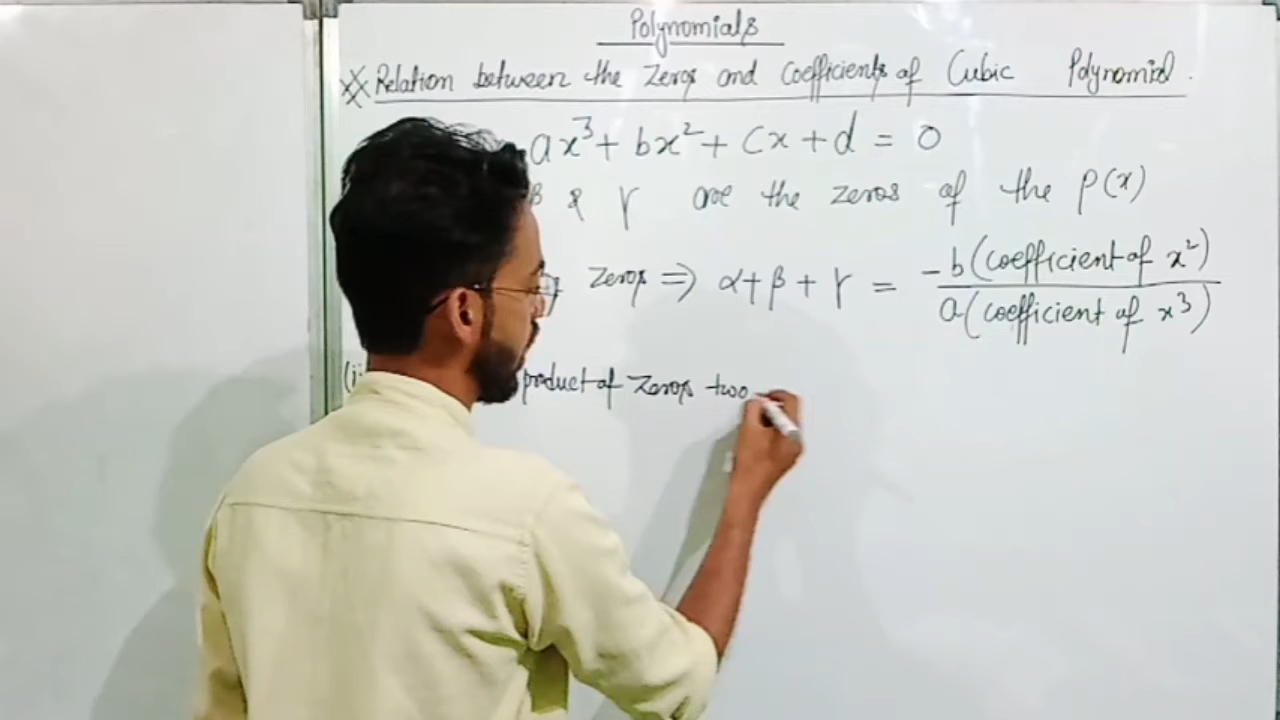 Polynomials
Relation between the Zeros and Coefficients of Cubic Polynomial.
ax³ + bx² + Cx + d = 0
β & γ are the zeros of the P(x)
Zeros ⇒ α + β + γ = -b (coefficient of x²) / a (coefficient of x³)
product of Zeros two